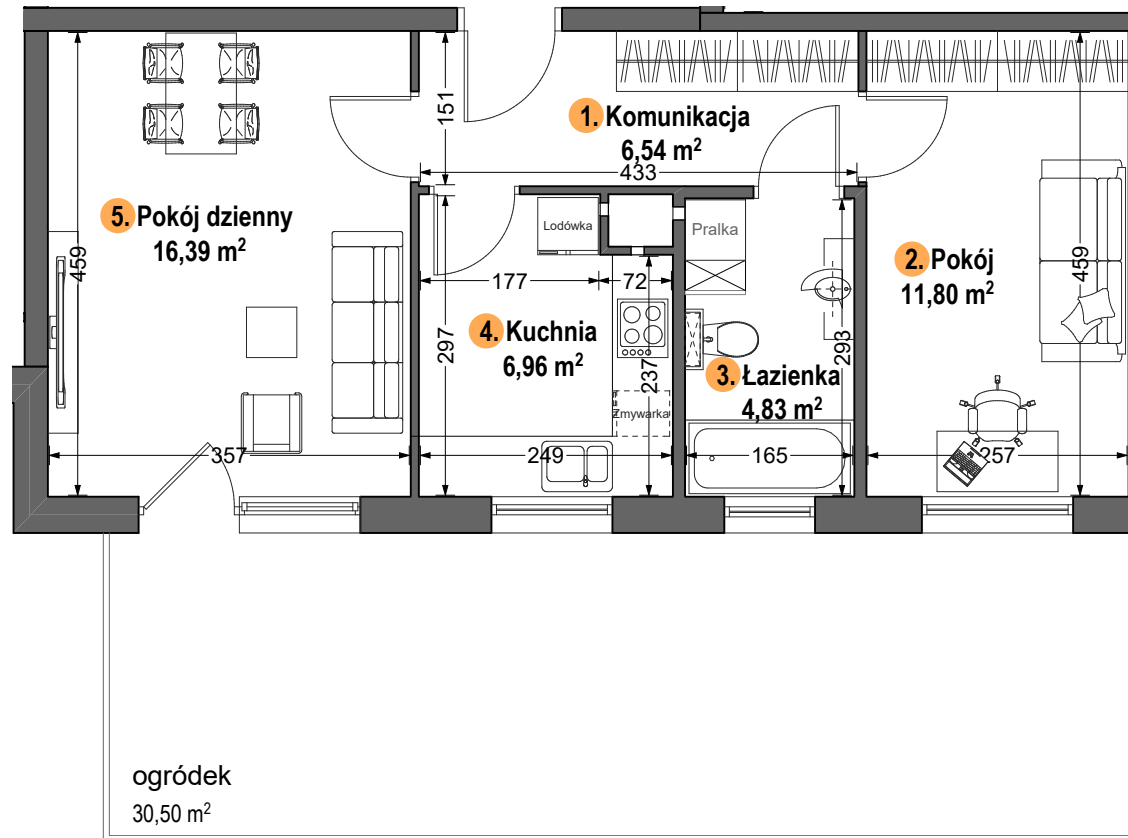 151
1. Komunikacja
6,54 m²
433
5. Pokój dzienny
16,39 m²
459
Lodówka
Pralka
2. Pokój
11,80 m²
459
177
72
4. Kuchnia
6,96 m²
297
237
293
3. Łazienka
4,83 m²
Zmywarka
357
249
165
257
ogródek
30,50 m²